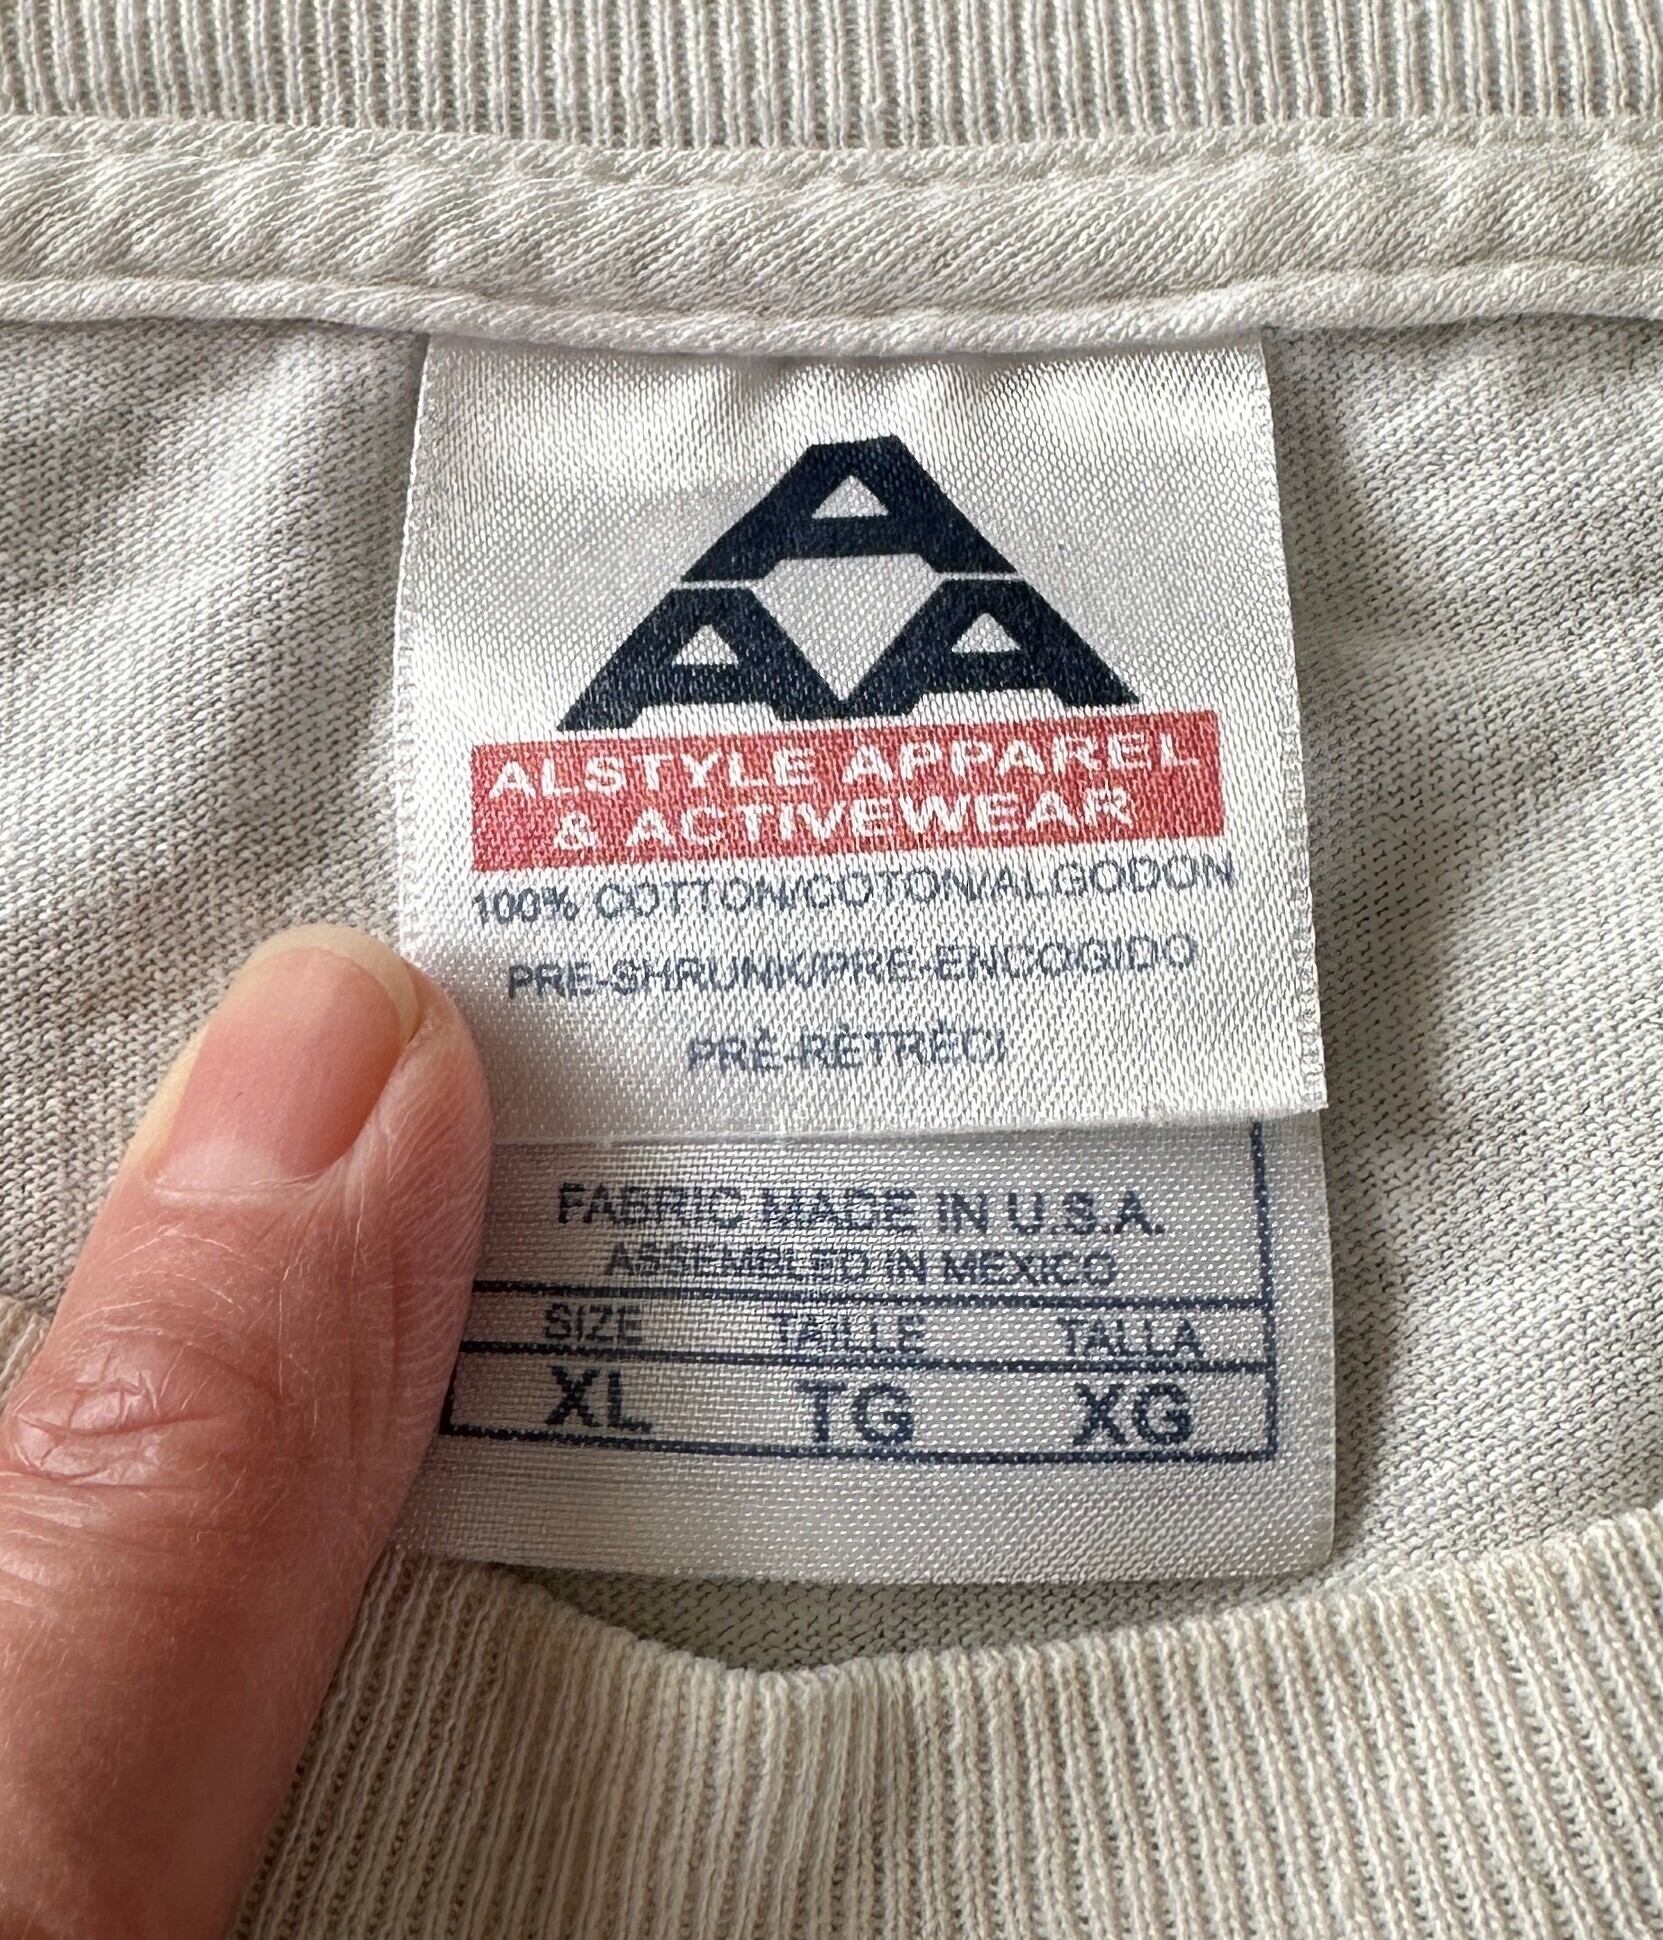 A
A A
ALSTYLE APPAREL
& ACTIVEWEAR
100% COTTON/COTON/ALGODON
PRE-SHRUNK/PRE-ENCOGIDO
PRÉ-RÉTRÉCI
FABRIC MADE IN U.S.A.
ASSEMBLED IN MEXICO
SIZE TAILLE TALLA
XL TG XG